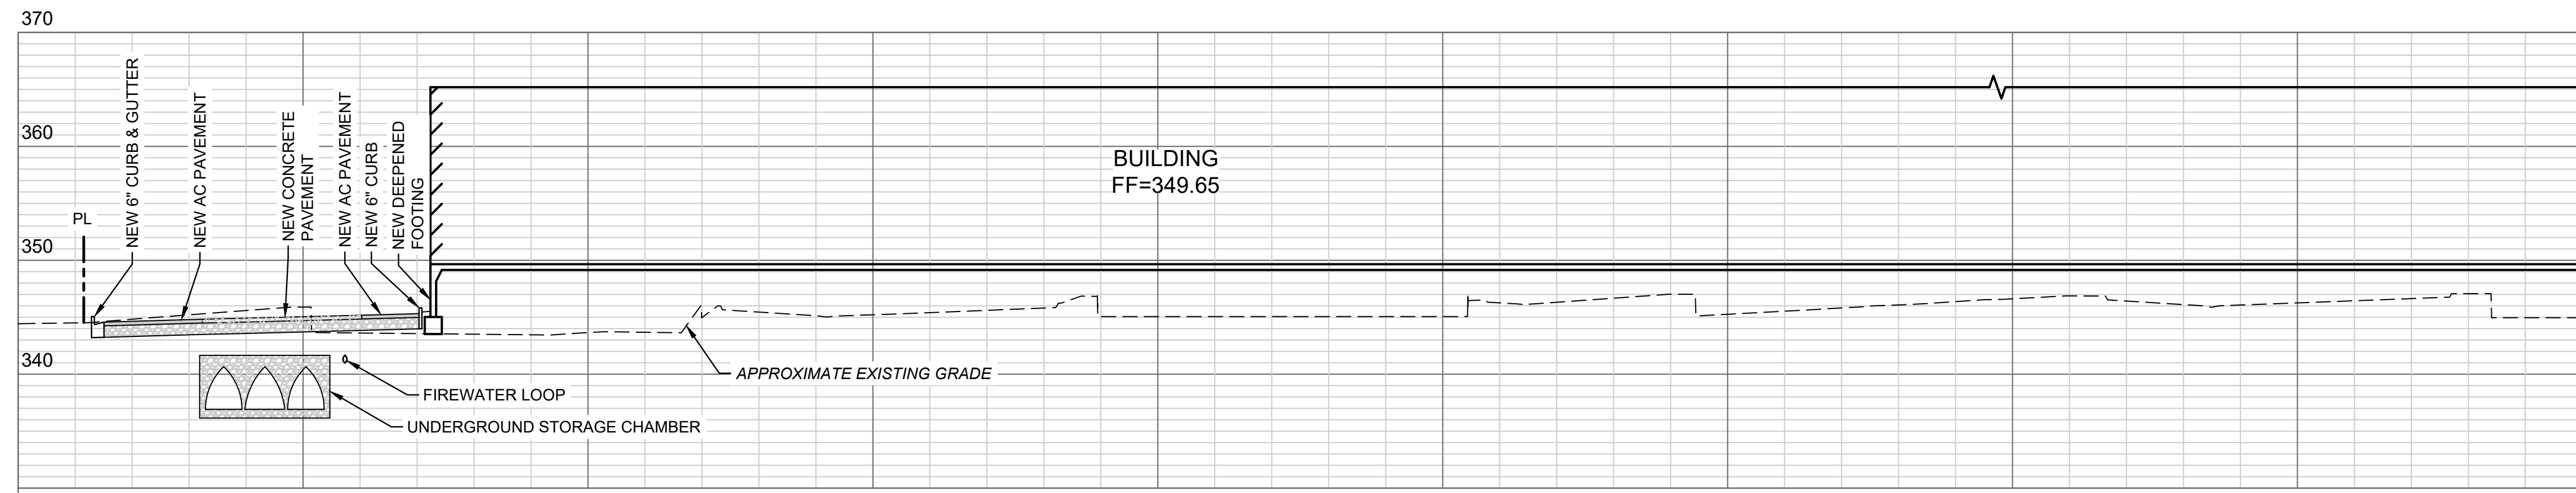 370
360
350
340
PL
NEW 6" CURB & GUTTER
NEW AC PAVEMENT
NEW CONCRETE
PAVEMENT
NEW AC PAVEMENT
NEW 6" CURB
NEW DEEPENED
FOOTING
BUILDING
FF=349.65
APPROXIMATE EXISTING GRADE
FIREWATER LOOP
UNDERGROUND STORAGE CHAMBER